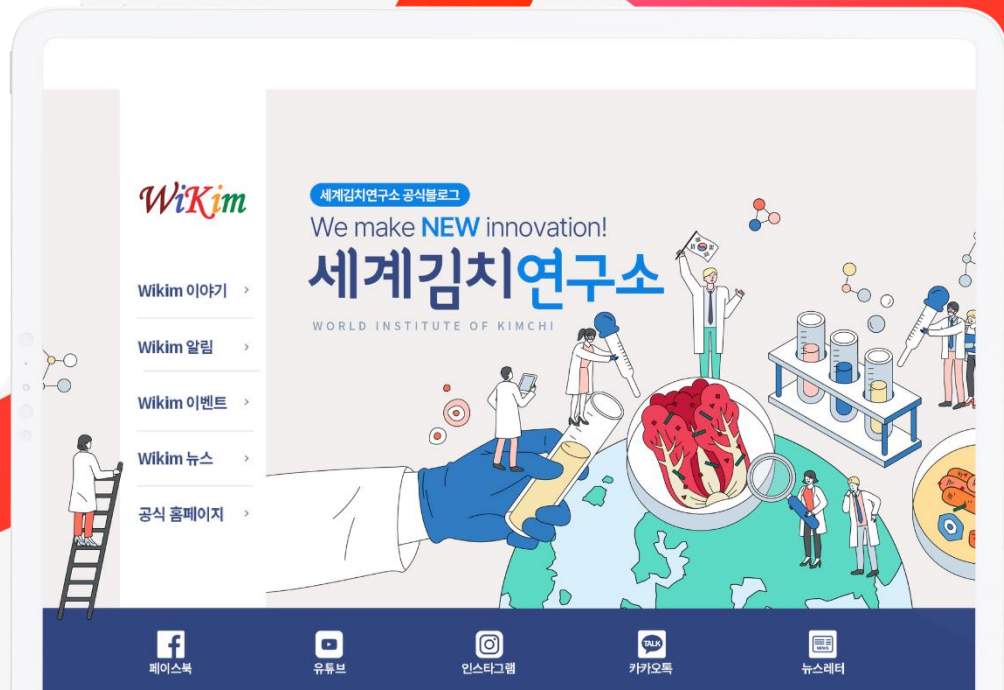 WiKim
Wikim 이야기
Wikim 알림
Wikim 이벤트
Wikim 뉴스
공식 홈페이지
세계김치연구소 공식블로그
We make NEW innovation!
세계김치연구소
WORLD INSTITUTE OF KIMCHI
페이스북
유튜브
인스타그램
TALK
카카오톡
NEWS
뉴스레터